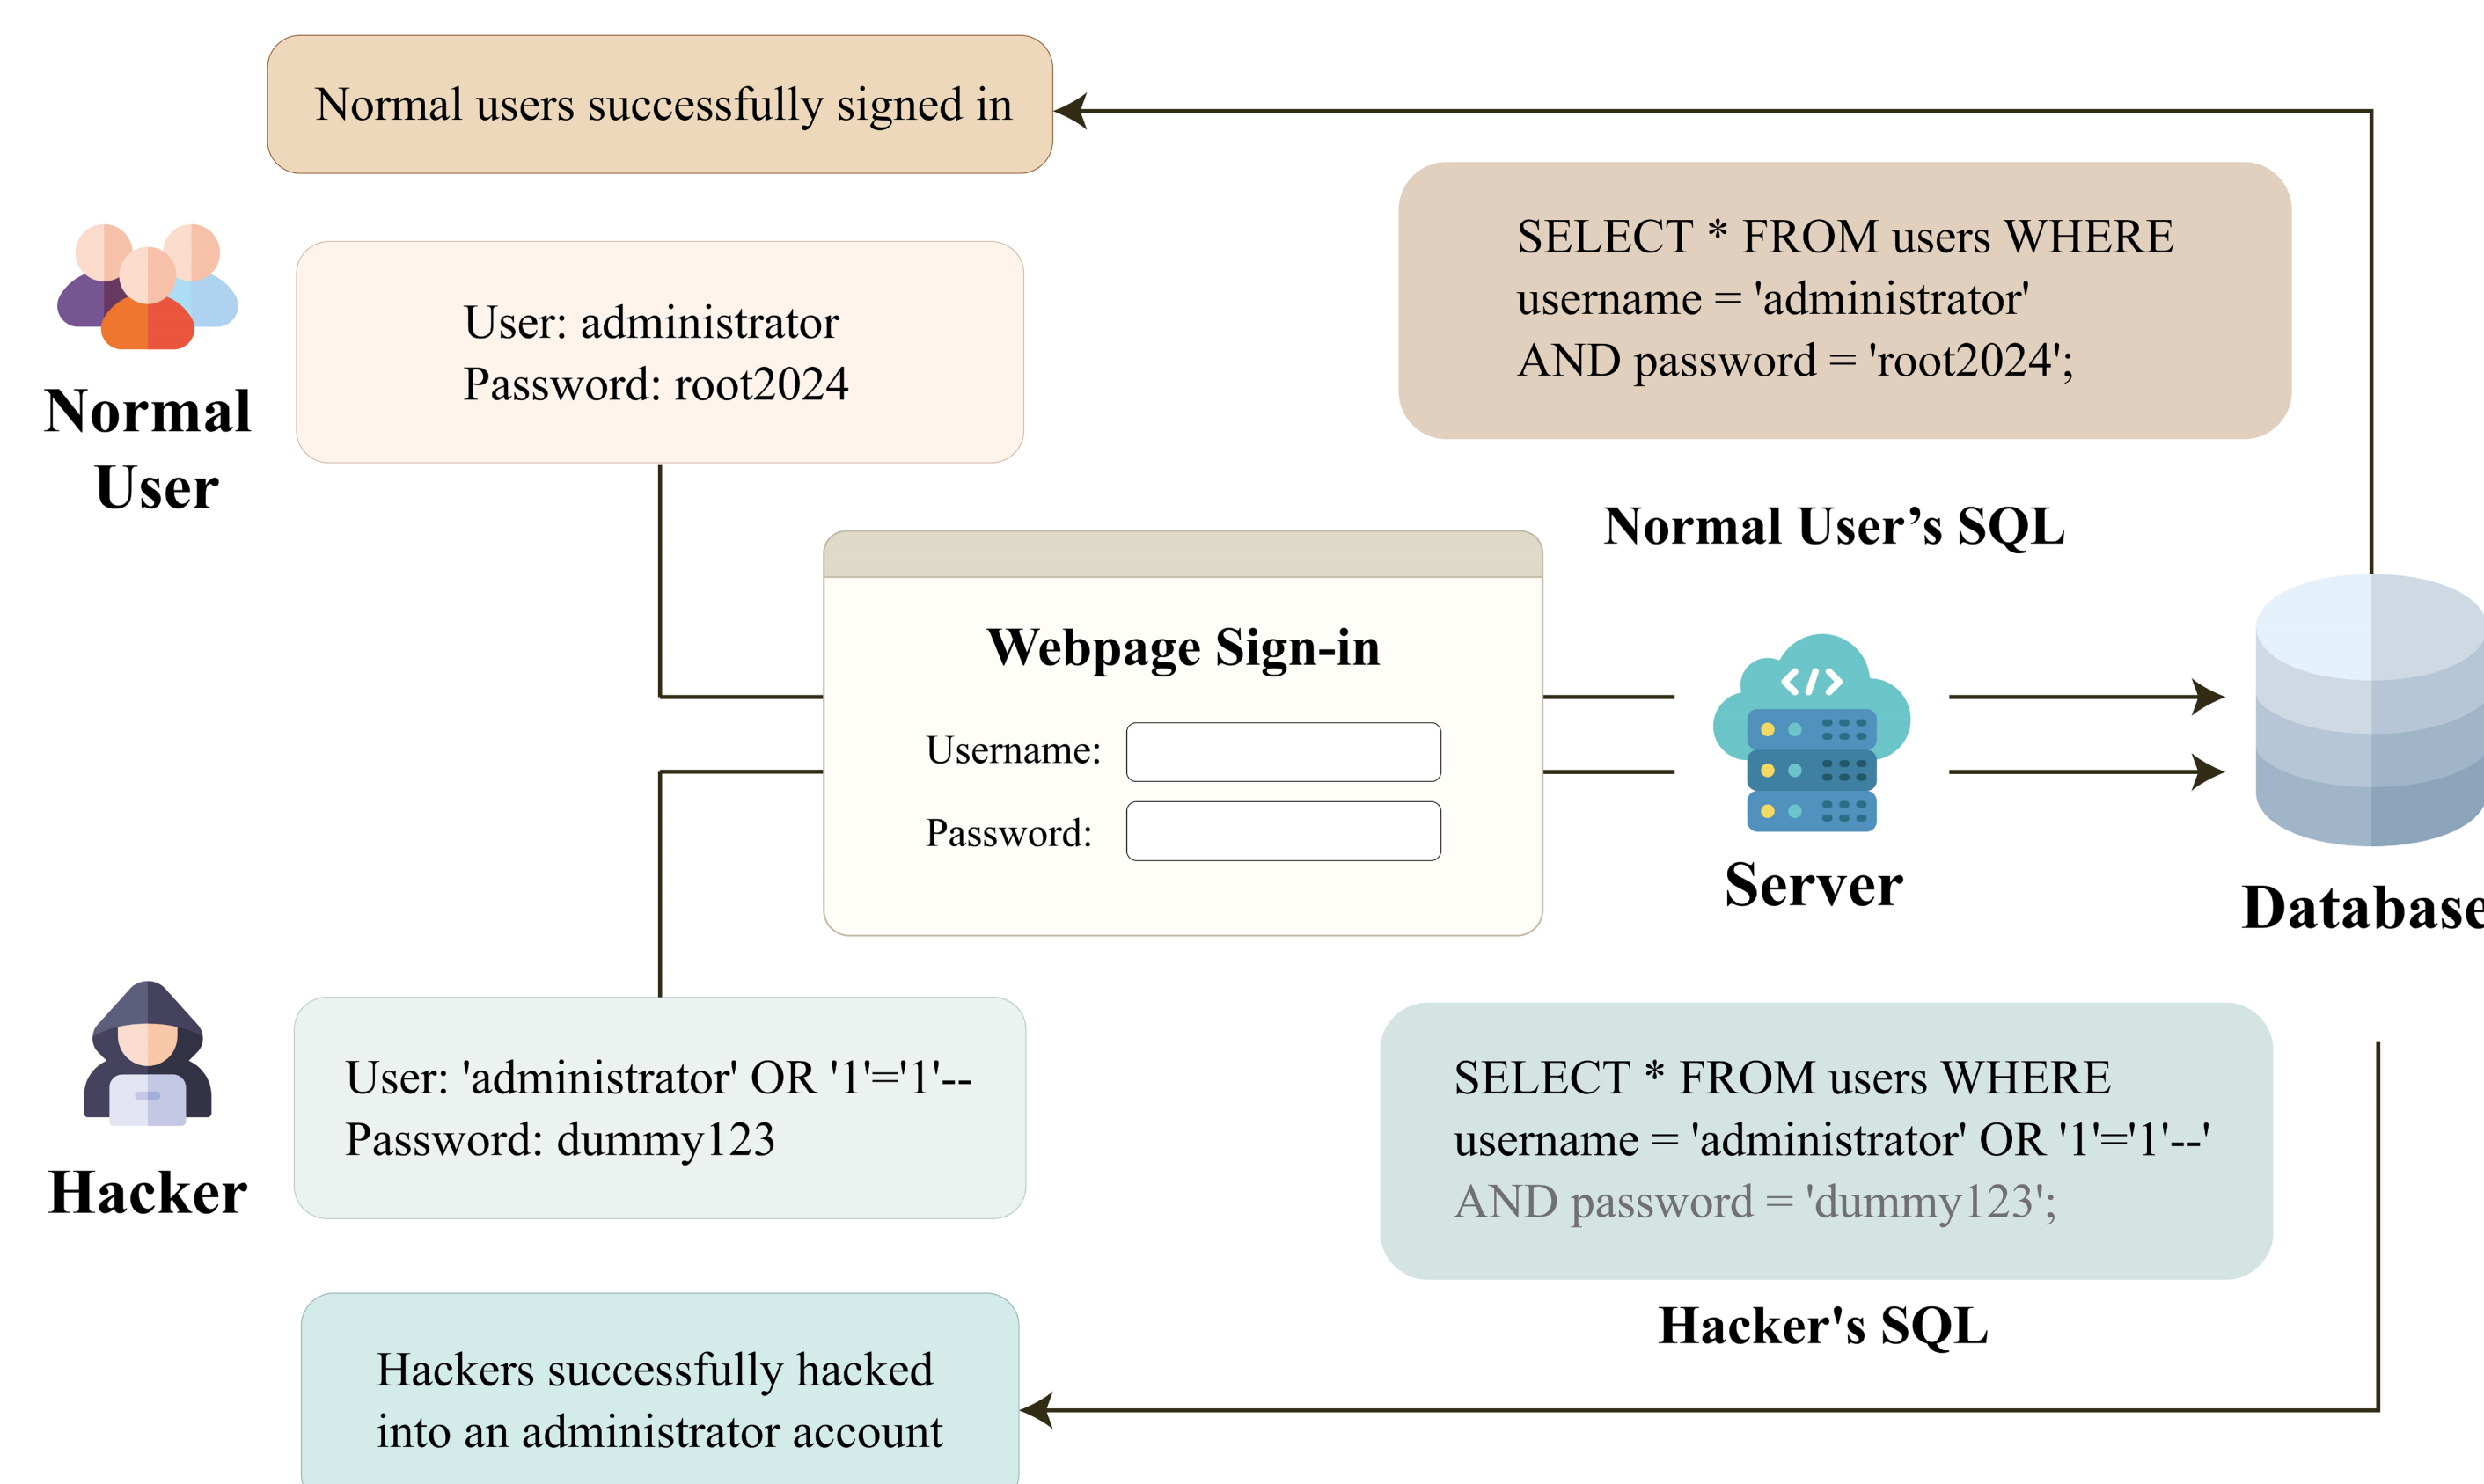 Normal users successfully signed in
SELECT * FROM users WHERE
username = 'administrator'
AND password = 'root2024';
User: administrator
Password: root2024
Normal
User
Normal User’s SQL
Webpage Sign-in
Username:
Password:
Server
Database
User: 'administrator' OR '1'='1'--
Password: dummy123
Hacker
SELECT * FROM users WHERE
username = 'administrator' OR '1'='1'--'
AND password = 'dummy123';
Hacker's SQL
Hackers successfully hacked
into an administrator account